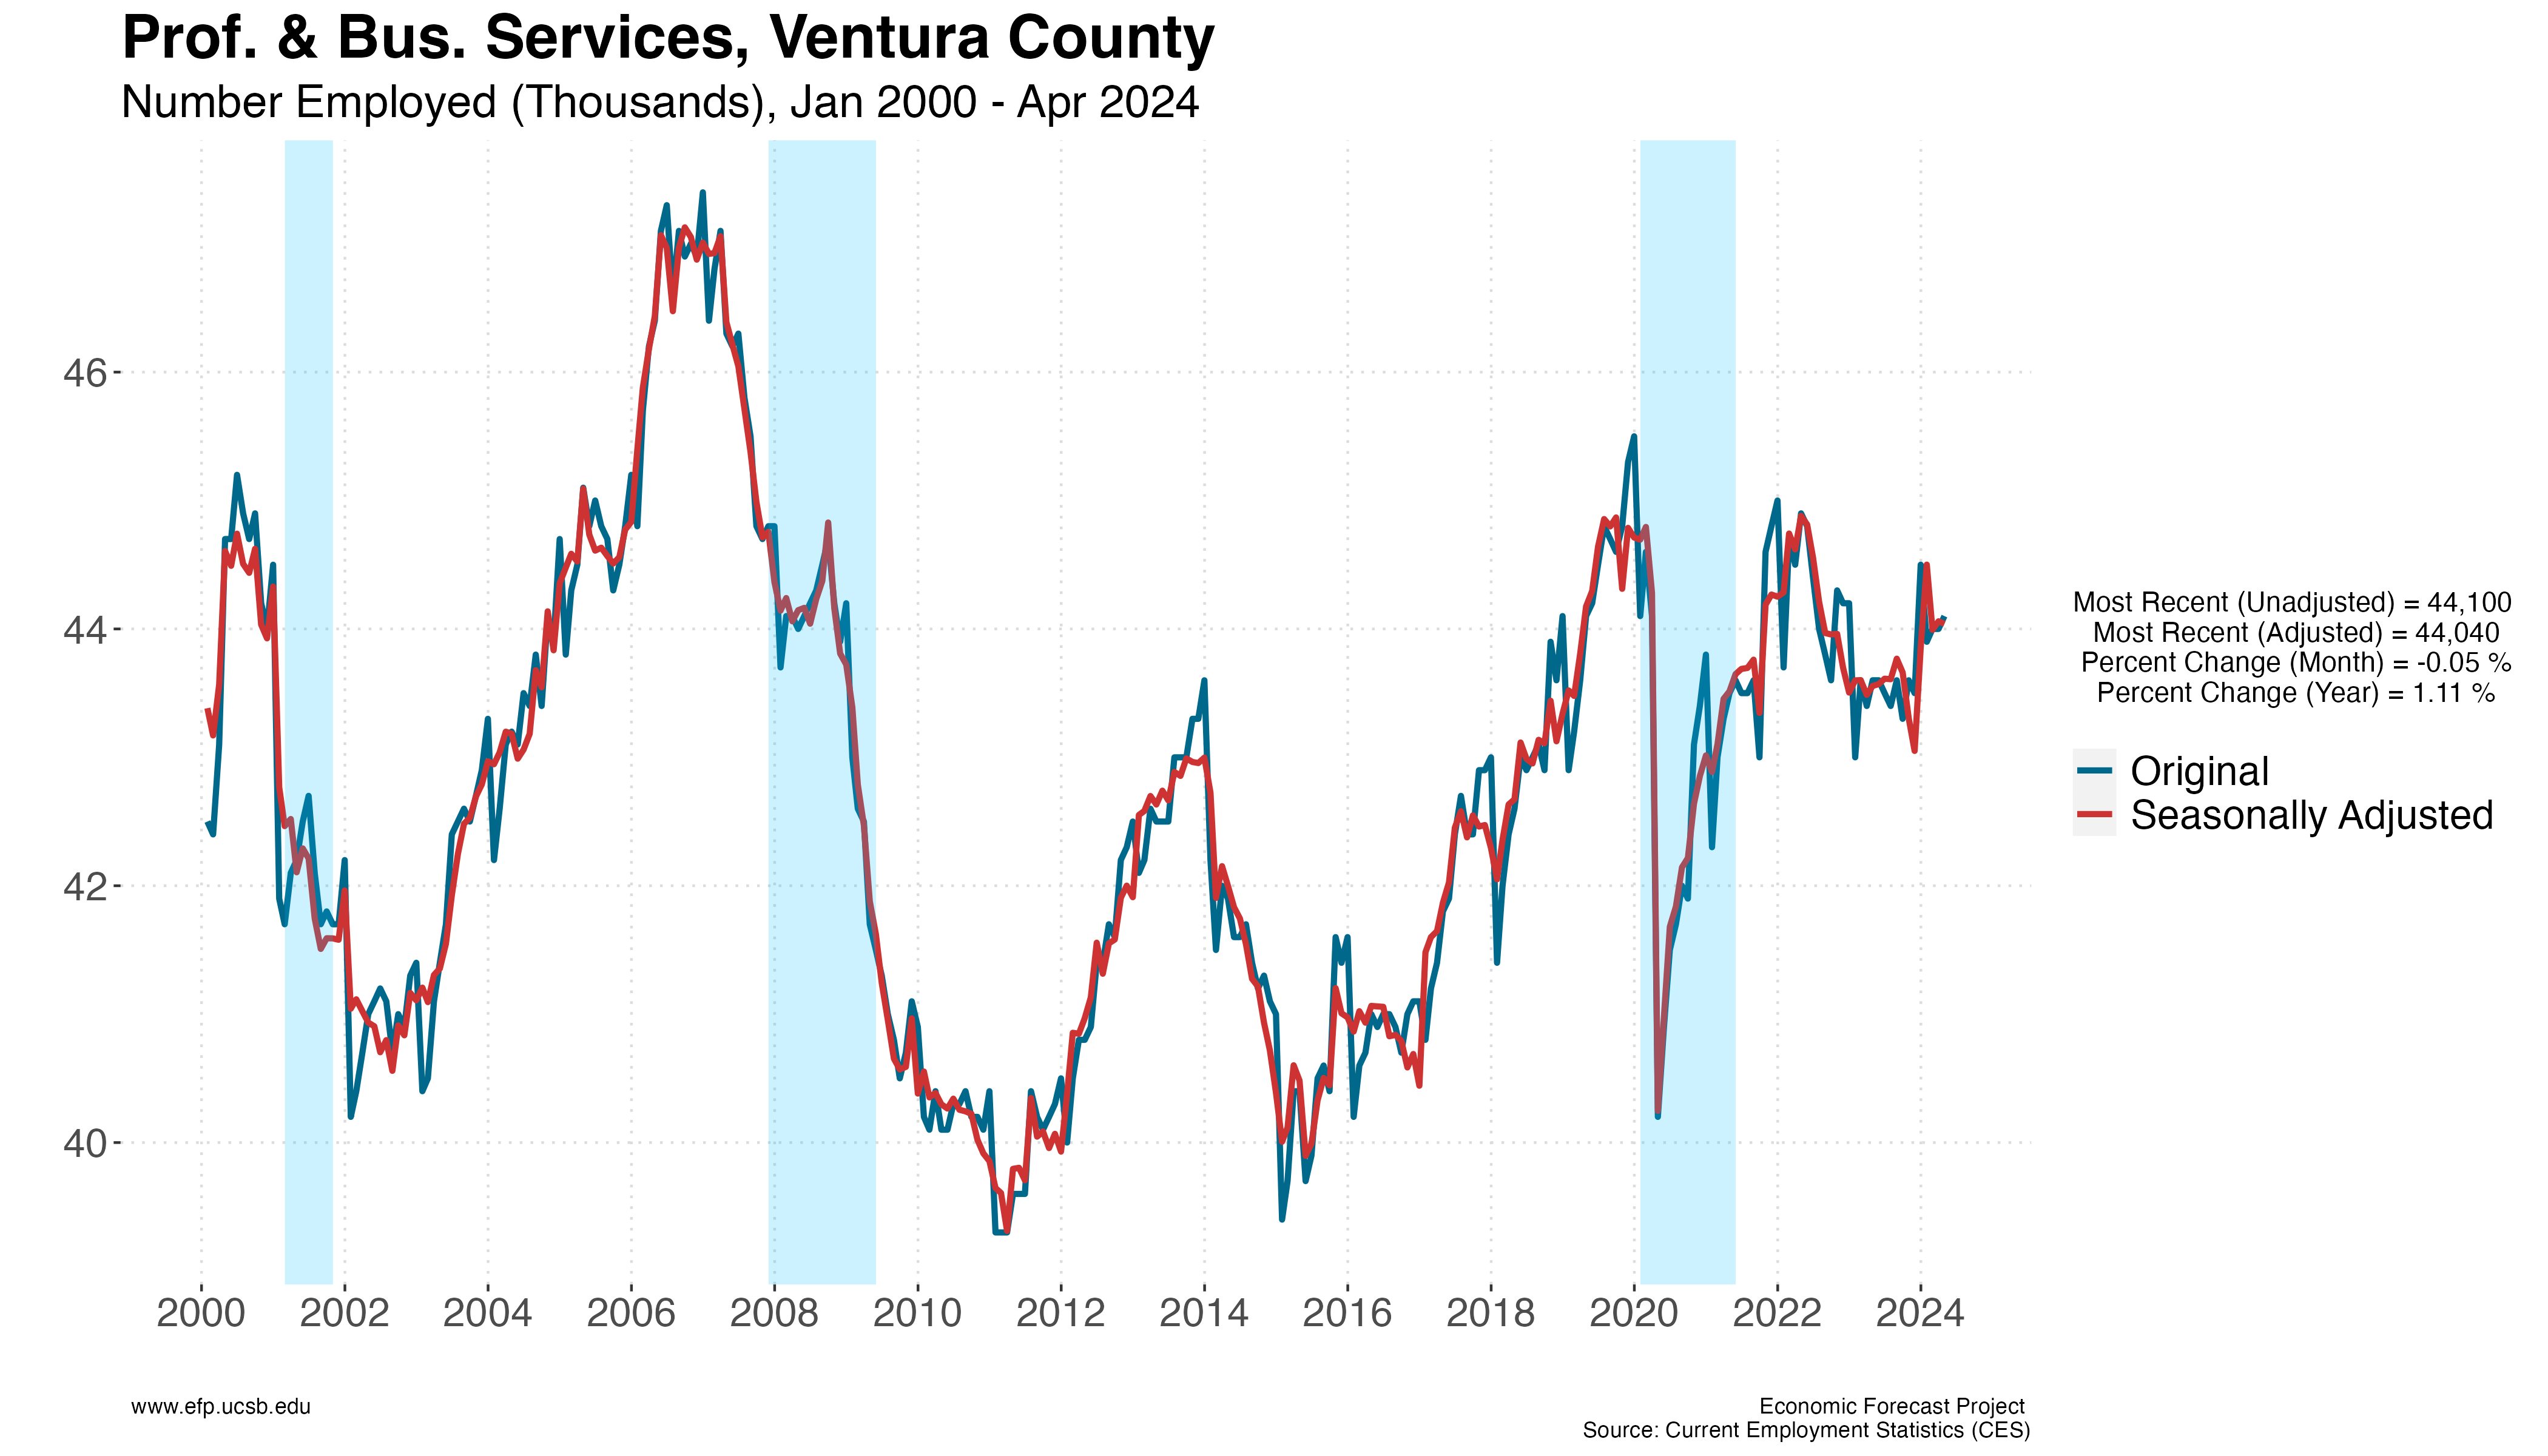 Prof. & Bus. Services, Ventura County
Number Employed (Thousands), Jan 2000 - Apr 2024
46
44
42
40
2000 2002 2004 2006 2008 2010 2012 2014 2016 2018 2020 2022 2024
Most Recent (Unadjusted) = 44,100
Most Recent (Adjusted) = 44,040
Percent Change (Month) = -0.05 %
Percent Change (Year) = 1.11 %
Original
Seasonally Adjusted
www.efp.ucsb.edu
Economic Forecast Project
Source: Current Employment Statistics (CES)